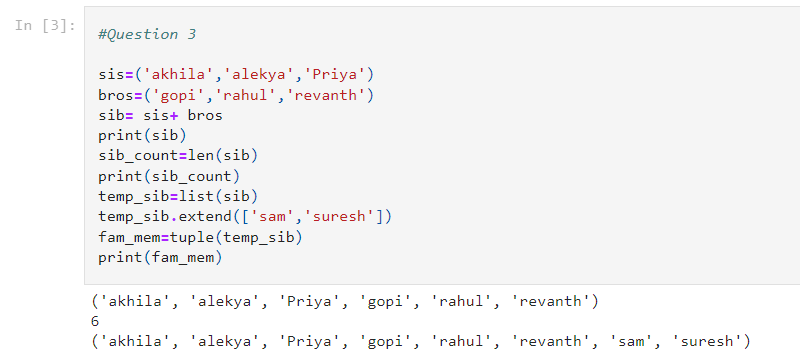 In [3]:
#Question 3
sis=('akhila','alekya','Priya')
bros=('gopi','rahul','revanth')
sib= sis+ bros
print(sib)
sib_count=len(sib)
print(sib_count)
temp_sib=list(sib)
temp_sib.extend(['sam','suresh'])
fam_mem=tuple(temp_sib)
print(fam_mem)
('akhila', 'alekya', 'Priya', 'gopi', 'rahul', 'revanth')
6
('akhila', 'alekya', 'Priya', 'gopi', 'rahul', 'revanth', 'sam', 'suresh')